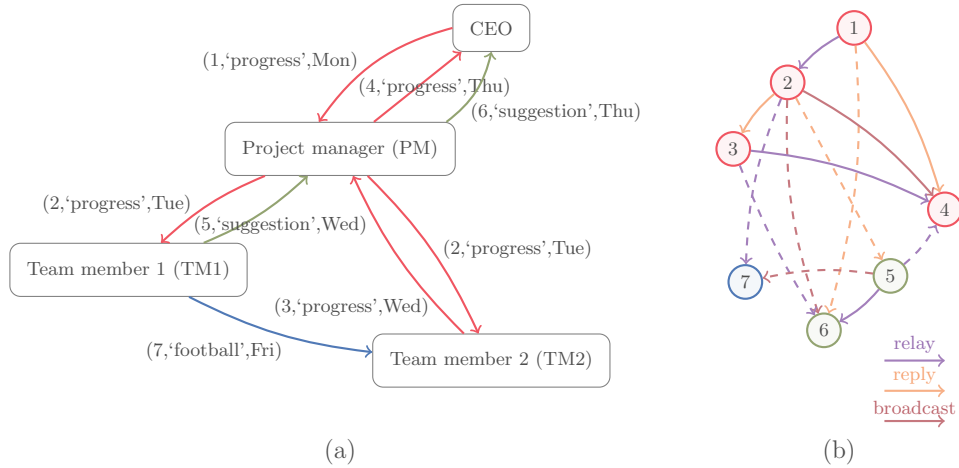 CEO
(1,‘progress’,Mon)
(4,‘progress’,Thu)
(6,‘suggestion’,Thu)
Project manager (PM)
(2,‘progress’,Tue)
(5,‘suggestion’,Wed)
(2,‘progress’,Tue)
Team member 1 (TM1)
(3,‘progress’,Wed)
(7,‘football’,Fri)
Team member 2 (TM2)
(a)
1
2
3
4
5
7
6
relay
reply
broadcast
(b)